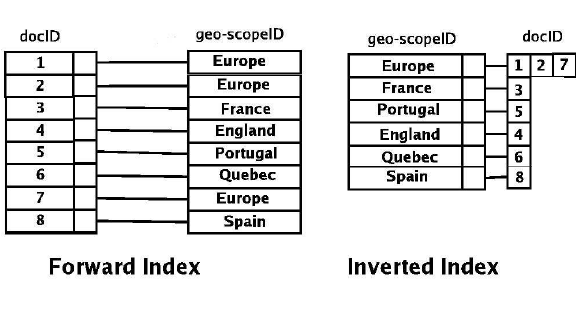 docID geo-scopeID
1 Europe
2 Europe
3 France
4 England
5 Portugal
6 Quebec
7 Europe
8 Spain
Forward Index
geo-scopeID docID
Europe 1 2 7
France 3
Portugal 5
England 4
Quebec 6
Spain 8
Inverted Index